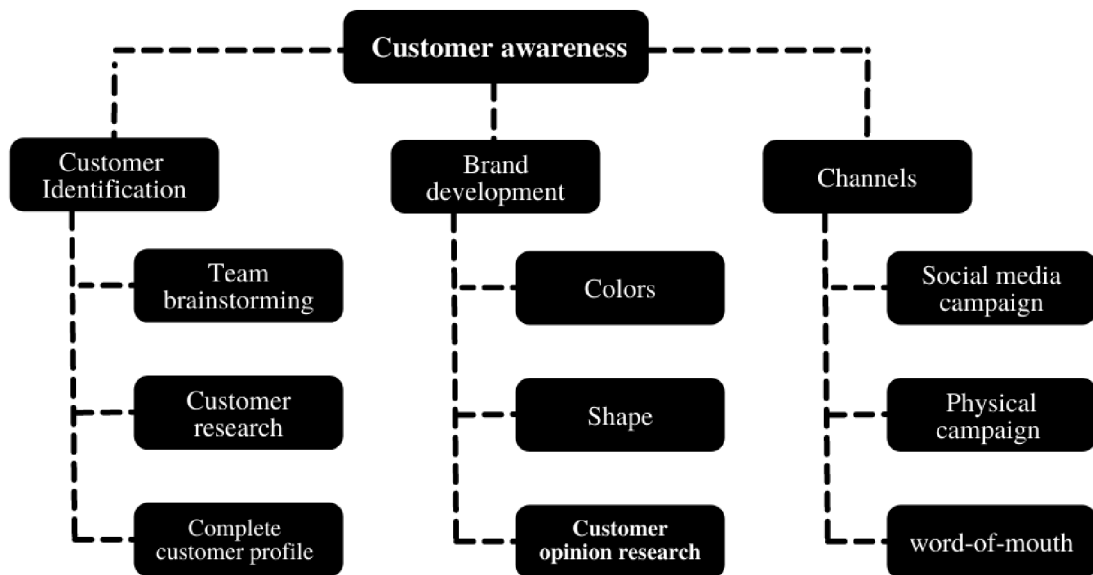 Customer awareness
Customer
Identification
Brand
development
Channels
Team
brainstorming
Colors
Social media
campaign
Customer
research
Shape
Physical
campaign
Complete
customer profile
Customer
opinion research
word-of-mouth